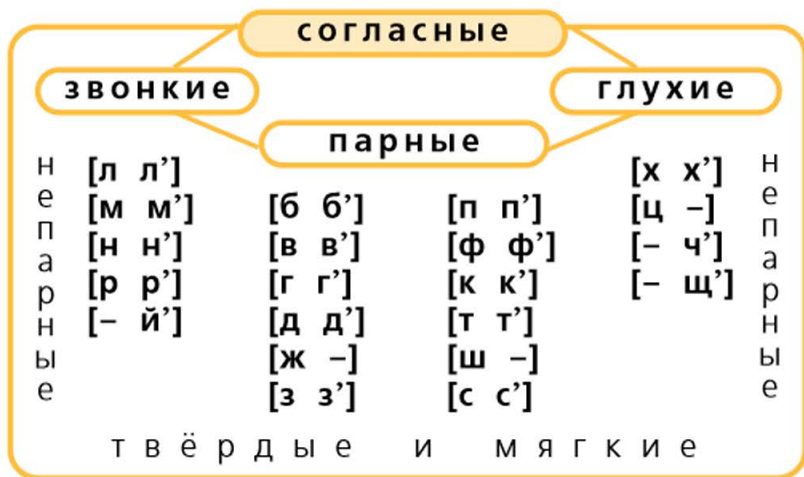 согласные
звонкие
глухие
парные
непарные
[л л’]
[м м’]
[н н’]
[р р’]
[– й’]
[б б’]
[в в’]
[г г’]
[д д’]
[ж –]
[з з’]
[п п’]
[ф ф’]
[к к’]
[т т’]
[ш –]
[с с’]
[х х’]
[ц –]
[– ч’]
[– щ’]
непарные
твёрдые и мягкие